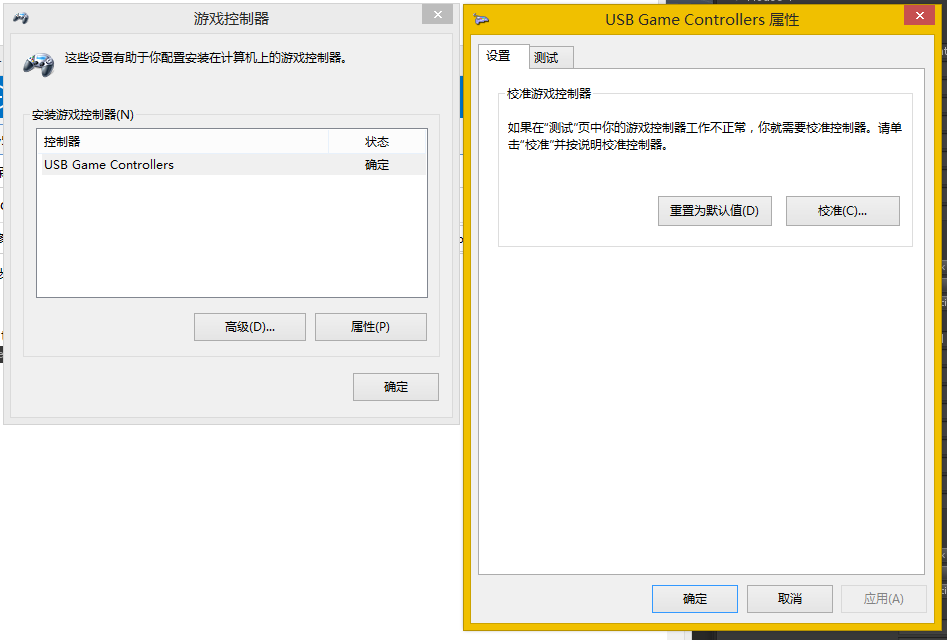 游戏控制器
这些设置有助于你配置安装在计算机上的游戏控制器。
安装游戏控制器(N)
控制器 状态
USB Game Controllers 确定
高级(D)... 属性(P)
确定
USB Game Controllers 属性
设置 测试
校准游戏控制器
如果在“测试”页中你的游戏控制器工作不正常，你就需要校准控制器。请单
击“校准”并按说明校准控制器。
重置为默认值(D) 校准(C)...
确定 取消 应用(A)